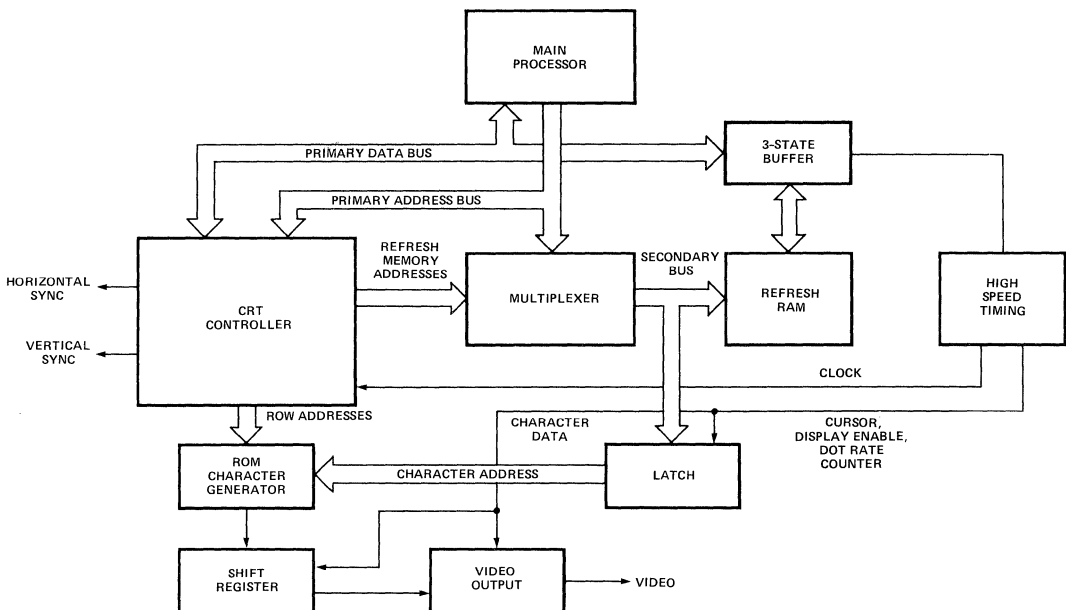 MAIN
PROCESSOR
3-STATE
BUFFER
PRIMARY DATA BUS
PRIMARY ADDRESS BUS
REFRESH
MEMORY
ADDRESSES
SECONDARY
BUS
HORIZONTAL
SYNC
CRT
CONTROLLER
MULTIPLEXER
REFRESH
RAM
HIGH
SPEED
TIMING
VERTICAL
SYNC
CLOCK
ROW ADDRESSES
CHARACTER
DATA
CURSOR,
DISPLAY ENABLE,
DOT RATE
COUNTER
ROM
CHARACTER
GENERATOR
CHARACTER ADDRESS
LATCH
SHIFT
REGISTER
VIDEO
OUTPUT
VIDEO